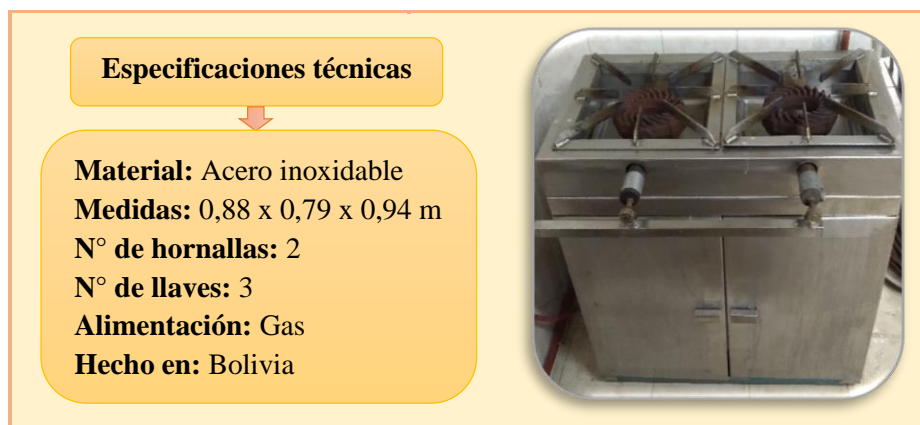 Especificaciones técnicas
Material: Acero inoxidable
Medidas: 0,88 x 0,79 x 0,94 m
N° de hornallas: 2
N° de llaves: 3
Alimentación: Gas
Hecho en: Bolivia